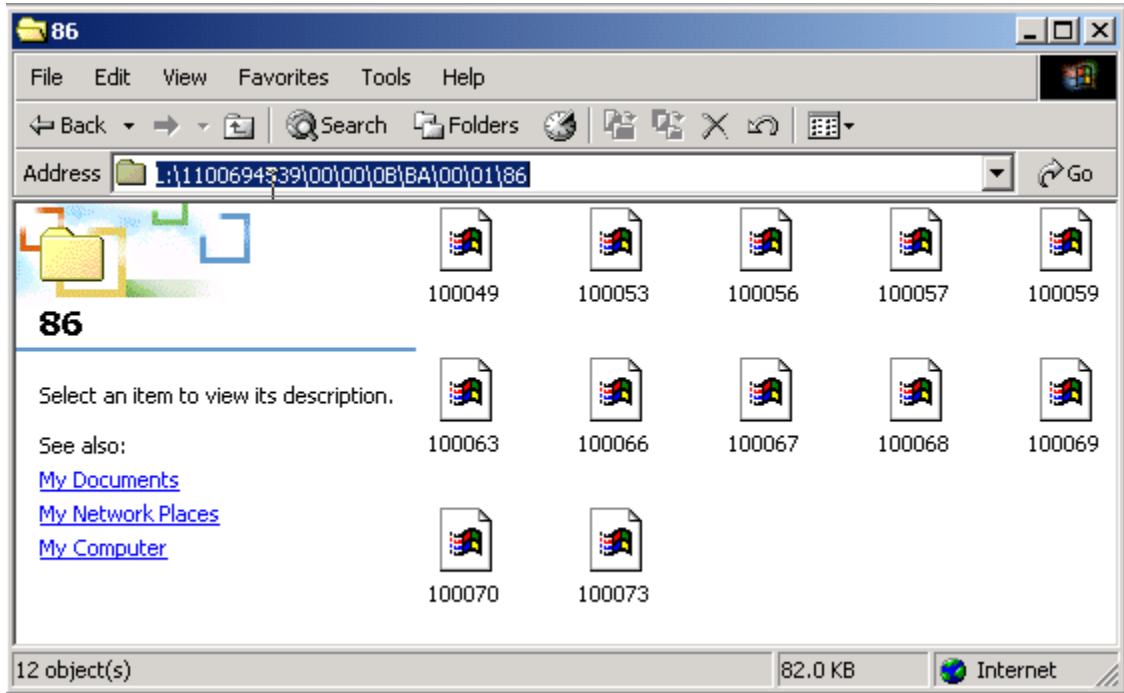 86
File Edit View Favorites Tools Help
Back Search Folders
Address L:\1100694339\00\00\0B\BA\00\01\86 Go
100049 100053 100056 100057 100059
86
Select an item to view its description.
100063 100066 100067 100068 100069
See also:
My Documents
My Network Places
My Computer
100070 100073
12 object(s) 82.0 KB Internet